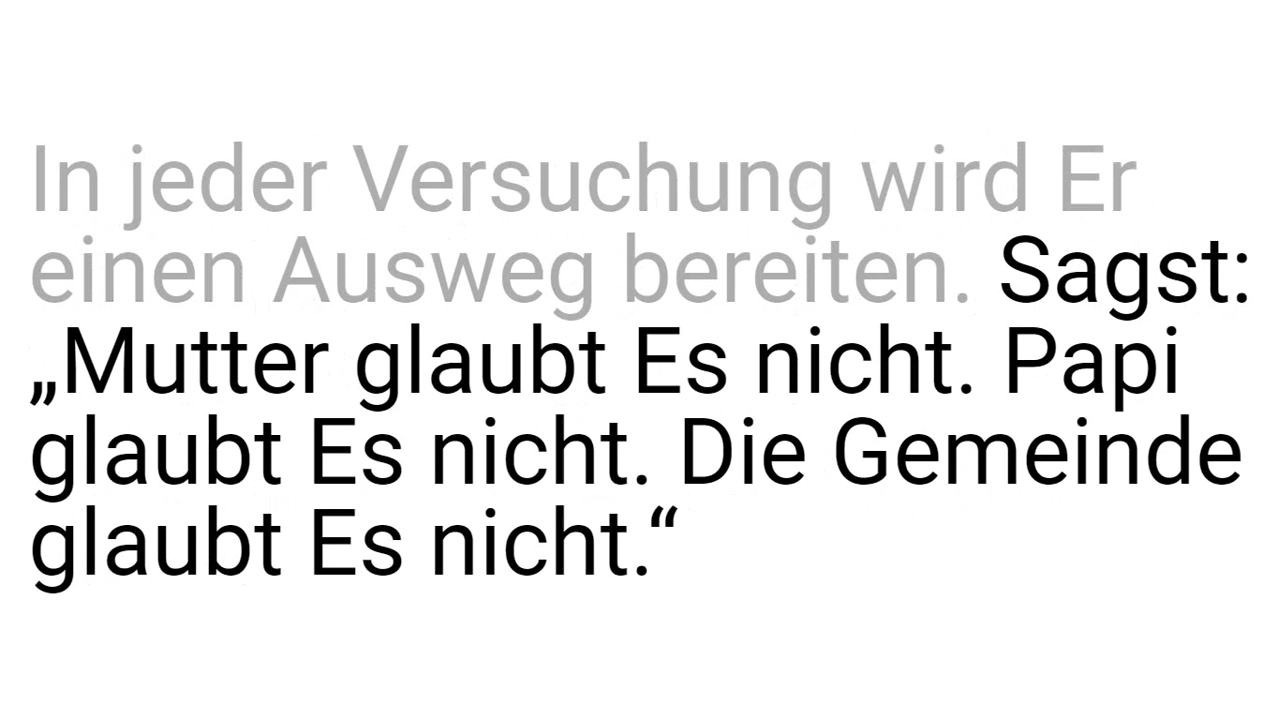 In jeder Versuchung wird Er
einen Ausweg bereiten. Sagst:
„Mutter glaubt Es nicht. Papi
glaubt Es nicht. Die Gemeinde
glaubt Es nicht.“